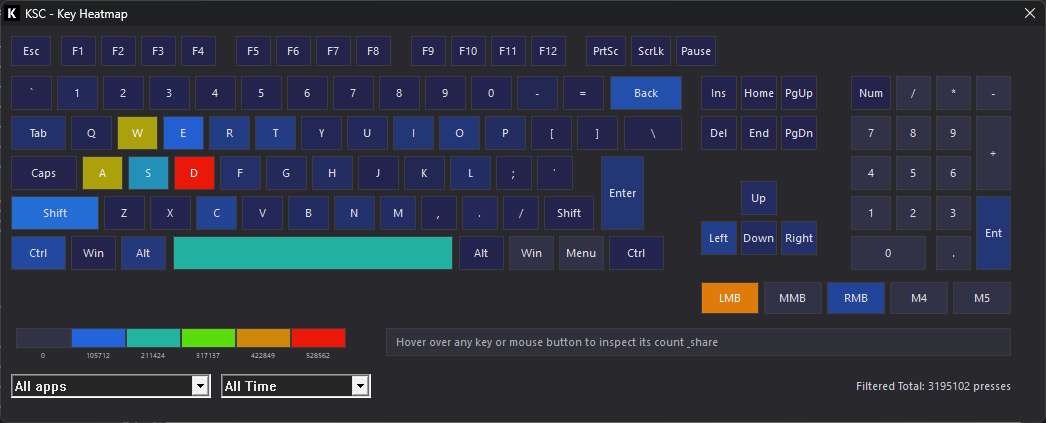 K KSC - Key Heatmap
Esc F1 F2 F3 F4 F5 F6 F7 F8 F9 F10 F11 F12 PrtSc ScrLk Pause
` 1 2 3 4 5 6 7 8 9 0 - = Back Ins Home PgUp Num / * -
Tab Q W E R T Y U I O P [ ] \ Del End PgDn 7 8 9 +
Caps A S D F G H J K L ; ' Enter 4 5 6
Shift Z X C V B N M , . / Shift Up 1 2 3 Ent
Ctrl Win Alt Alt Win Menu Ctrl Left Down Right 0 .
LMB MMB RMB M4 M5
0 105712 211424 317137 422849 528562
Hover over any key or mouse button to inspect its count _share
All apps All Time Filtered Total: 3195102 presses